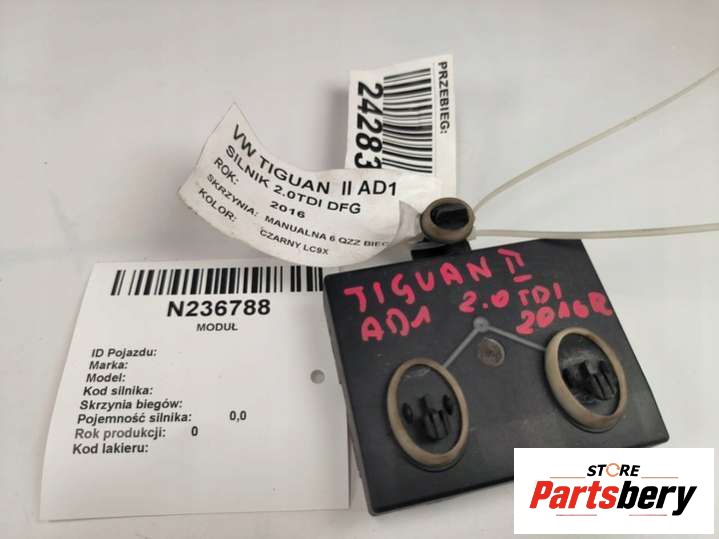 PRZEBIEG:
24283
VW TIGUAN II AD1
SILNIK 2.0TDI DFG
ROK: 2016
SKRZYNIA: MANUALNA 6 QZZ BIEG
KOLOR: CZARNY LC9X
N236788
MODUŁ
ID Pojazdu:
Marka:
Model:
Kod silnika:
Skrzynia biegów:
Pojemność silnika: 0,0
Rok produkcji: 0
Kod lakieru:
TIGUAN II
AD1 2.0 TDI
2016R
STORE
Partsbery